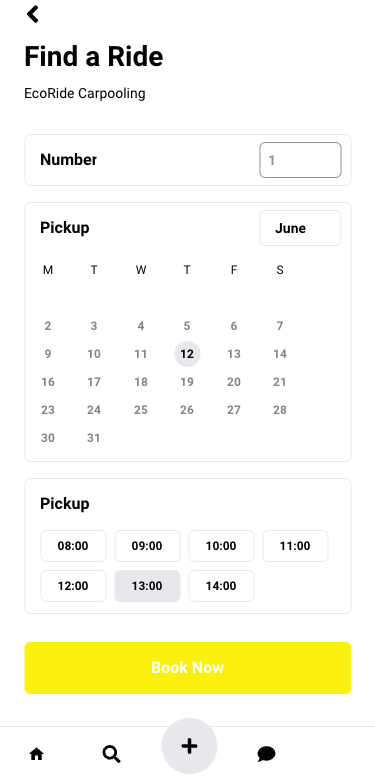 Find a Ride
EcoRide Carpooling
Number 1
Pickup June
M T W T F S
2 3 4 5 6 7
9 10 11 12 13 14
16 17 18 19 20 21
23 24 25 26 27 28
30 31
Pickup
08:00 09:00 10:00 11:00
12:00 13:00 14:00
Book Now